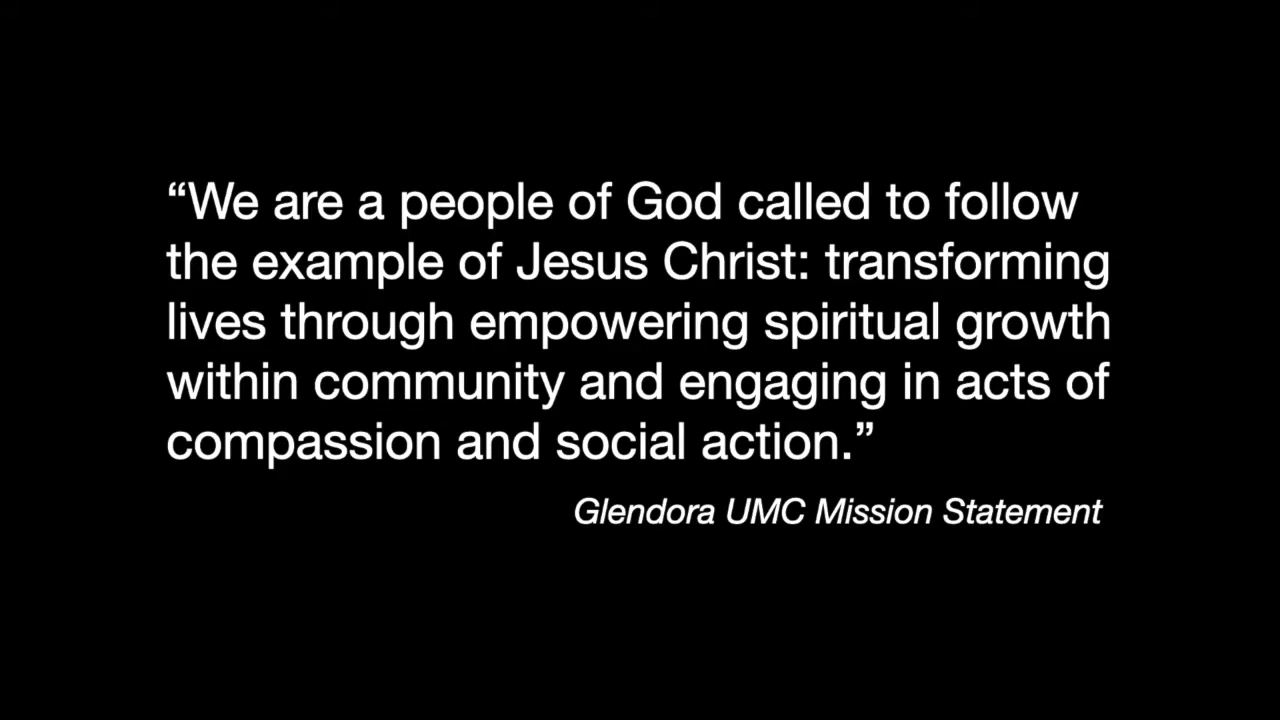 “We are a people of God called to follow
the example of Jesus Christ: transforming
lives through empowering spiritual growth
within community and engaging in acts of
compassion and social action.”
Glendora UMC Mission Statement